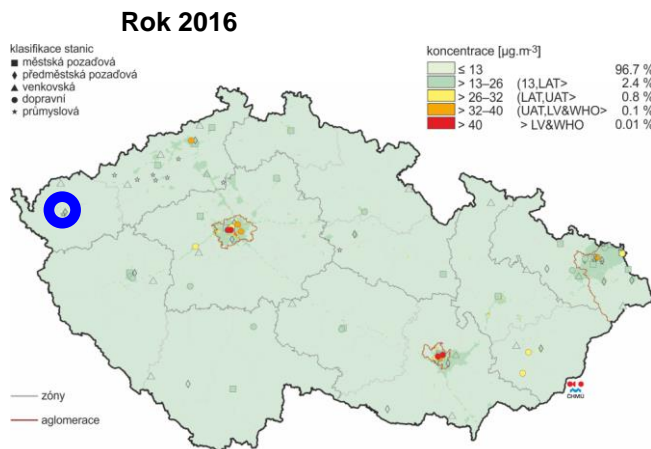 Rok 2016
klasifikace stanic
městská pozaďová
předměstská pozaďová
venkovská
dopravní
průmyslová
koncentrace [µg.m-3]
≤ 13 96.7 %
> 13–26 (13,LAT> 2.4 %
> 26–32 (LAT,UAT> 0.8 %
> 32–40 (UAT,LV&WHO> 0.1 %
> 40 > LV&WHO 0.01 %
zóny
aglomerace
CHMU